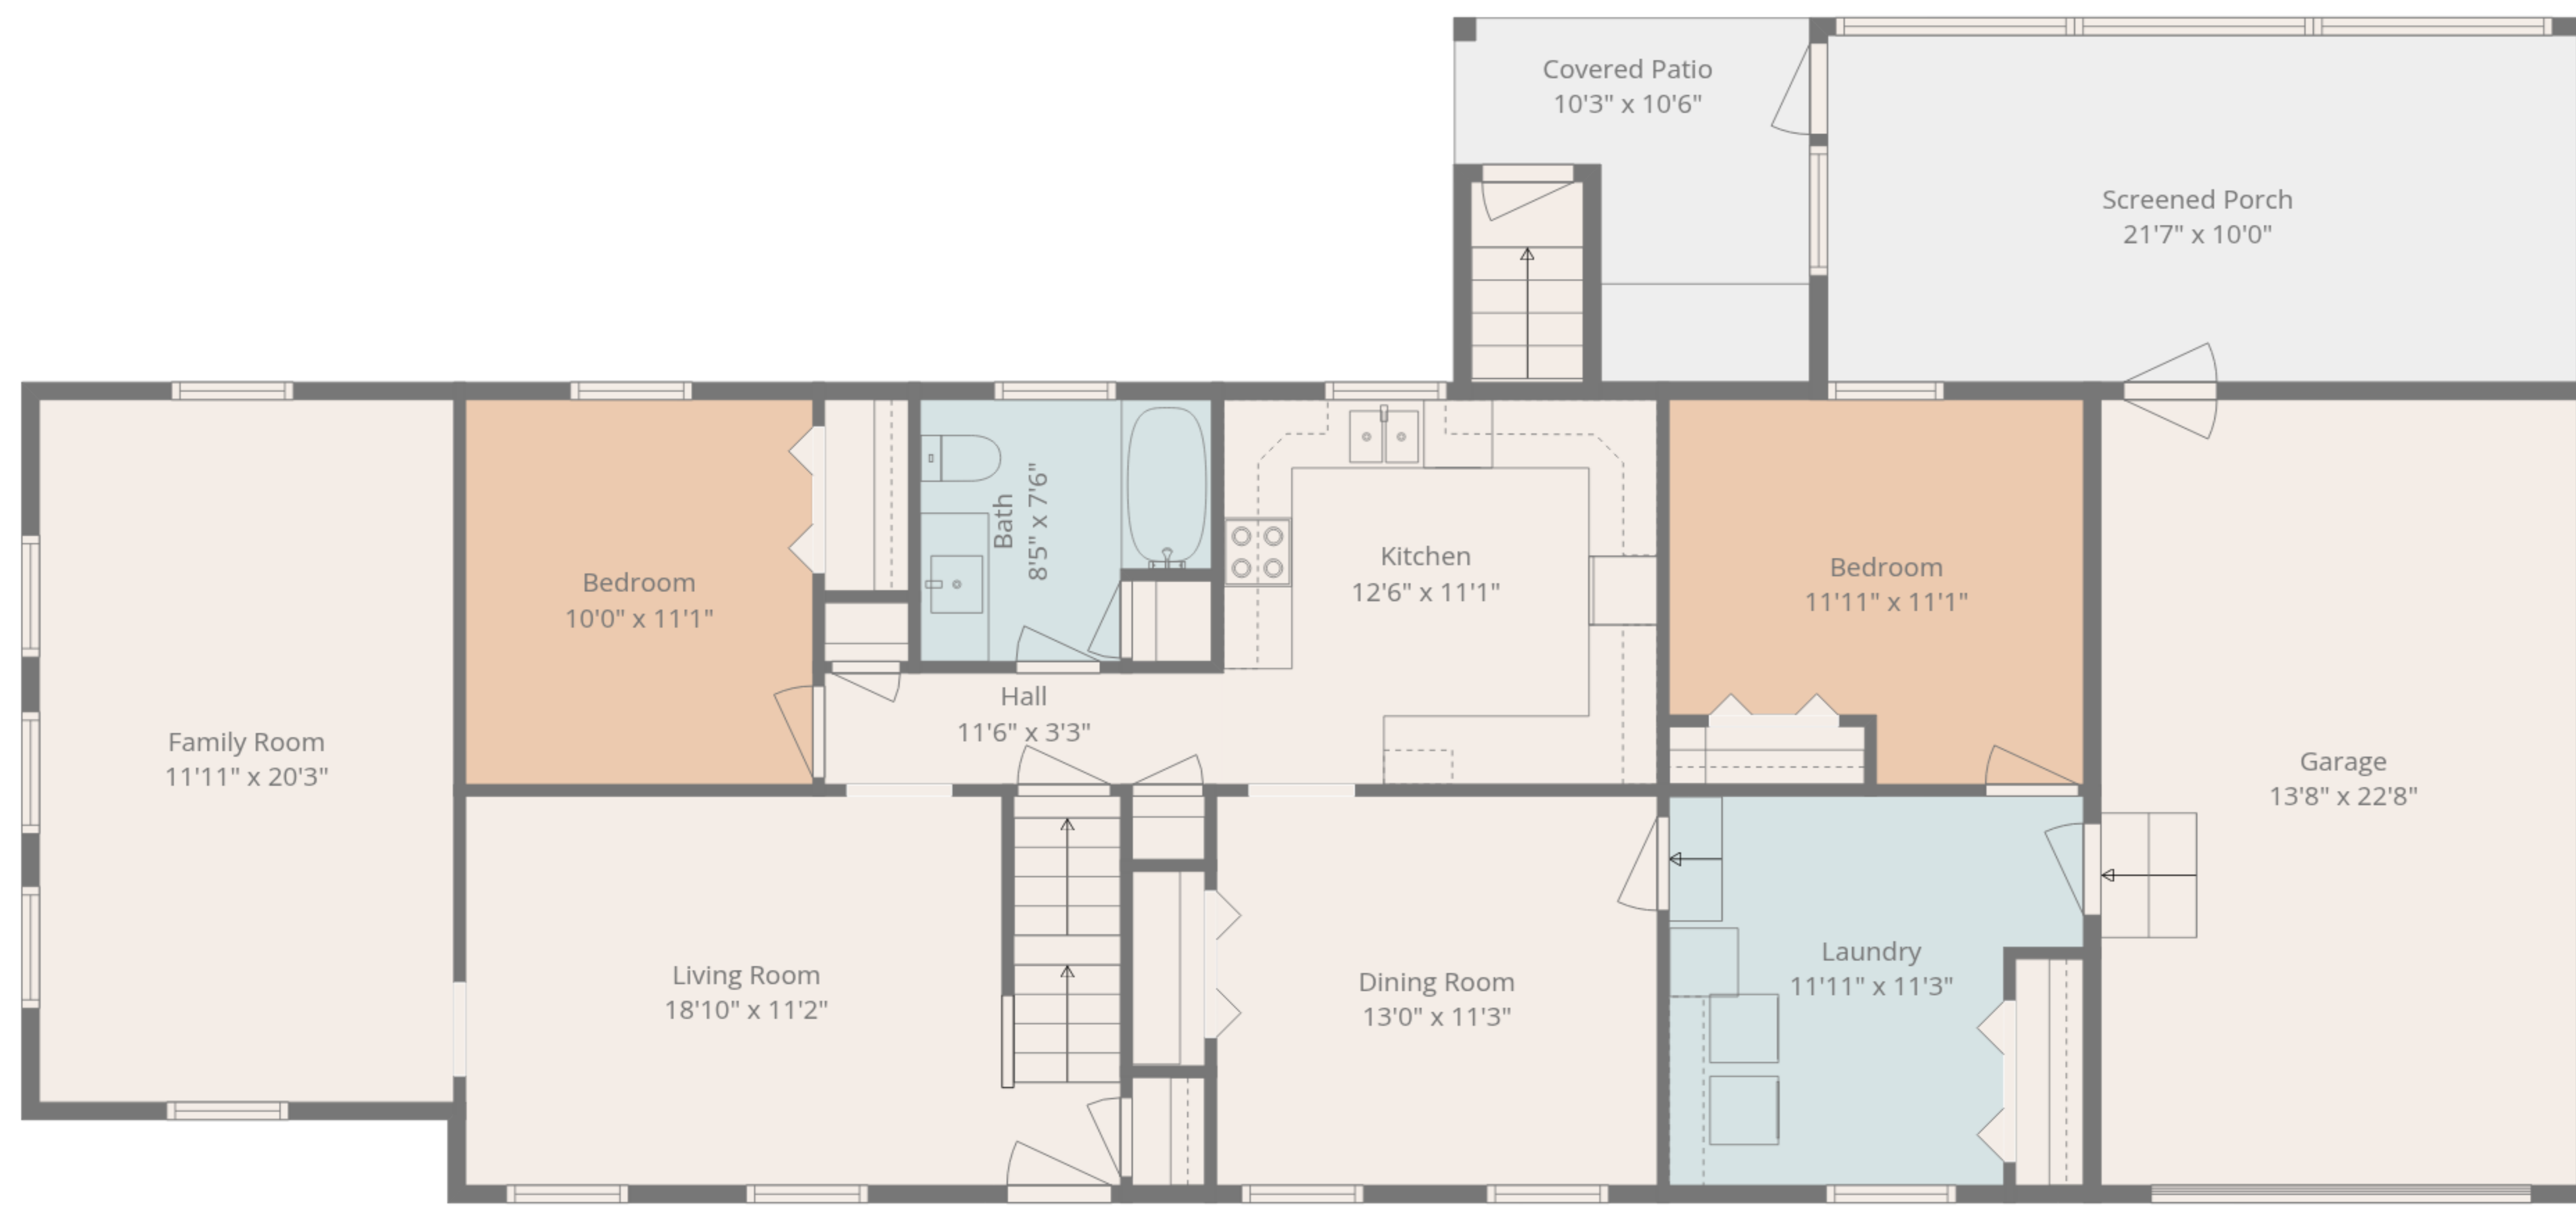 Covered Patio
10'3" x 10'6"
Screened Porch
21'7" x 10'0"
Bedroom
10'0" x 11'1"
Bath
8'5" x 7'6"
Kitchen
12'6" x 11'1"
Bedroom
11'11" x 11'1"
Family Room
11'11" x 20'3"
Hall
11'6" x 3'3"
Garage
13'8" x 22'8"
Living Room
18'10" x 11'2"
Dining Room
13'0" x 11'3"
Laundry
11'11" x 11'3"